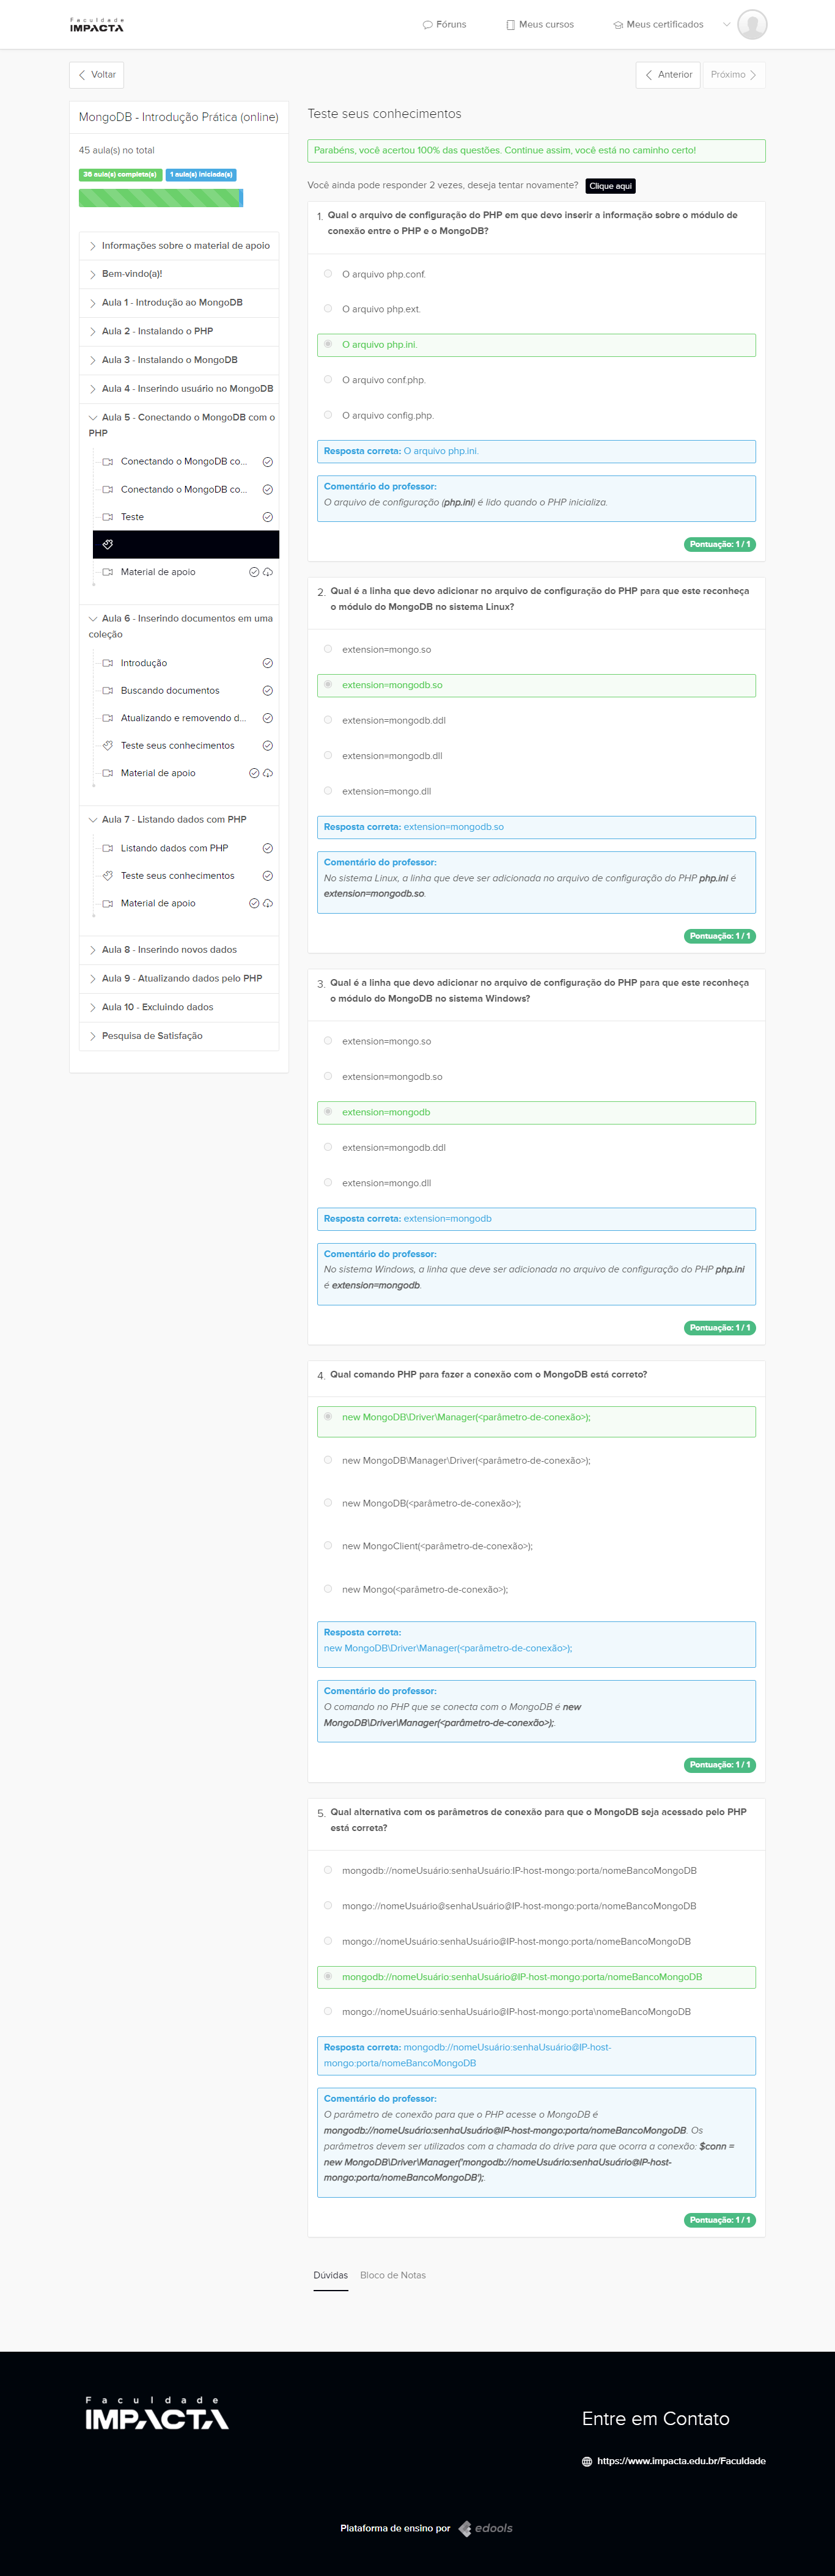 Faculdade
IMPACTA
Fóruns
Meus cursos
Meus certificados
Voltar
Anterior
Próximo
MongoDB - Introdução Prática (online)
45 aula(s) no total
36 aula(s) completa(s)
1 aula(s) iniciada(s)
Informações sobre o material de apoio
Bem-vindo(a)!
Aula 1 - Introdução ao MongoDB
Aula 2 - Instalando o PHP
Aula 3 - Instalando o MongoDB
Aula 4 - Inserindo usuário no MongoDB
Aula 5 - Conectando o MongoDB com o
PHP
Conectando o MongoDB co...
Conectando o MongoDB co...
Teste
Material de apoio
Aula 6 - Inserindo documentos em uma
coleção
Introdução
Buscando documentos
Atualizando e removendo d...
Teste seus conhecimentos
Material de apoio
Aula 7 - Listando dados com PHP
Listando dados com PHP
Teste seus conhecimentos
Material de apoio
Aula 8 - Inserindo novos dados
Aula 9 - Atualizando dados pelo PHP
Aula 10 - Excluindo dados
Pesquisa de Satisfação
Teste seus conhecimentos
Parabéns, você acertou 100% das questões. Continue assim, você está no caminho certo!
Você ainda pode responder 2 vezes, deseja tentar novamente? Clique aqui
1. Qual o arquivo de configuração do PHP em que devo inserir a informação sobre o módulo de
conexão entre o PHP e o MongoDB?
O arquivo php.conf.
O arquivo php.ext.
O arquivo php.ini.
O arquivo conf.php.
O arquivo config.php.
Resposta correta: O arquivo php.ini.
Comentário do professor:
O arquivo de configuração (php.ini) é lido quando o PHP inicializa.
Pontuação: 1 / 1
2. Qual é a linha que devo adicionar no arquivo de configuração do PHP para que este reconheça
o módulo do MongoDB no sistema Linux?
extension=mongo.so
extension=mongodb.so
extension=mongodb.ddl
extension=mongodb.dll
extension=mongo.dll
Resposta correta: extension=mongodb.so
Comentário do professor:
No sistema Linux, a linha que deve ser adicionada no arquivo de configuração do PHP php.ini é
extension=mongodb.so.
Pontuação: 1 / 1
3. Qual é a linha que devo adicionar no arquivo de configuração do PHP para que este reconheça
o módulo do MongoDB no sistema Windows?
extension=mongo.so
extension=mongodb.so
extension=mongodb
extension=mongodb.ddl
extension=mongo.dll
Resposta correta: extension=mongodb
Comentário do professor:
No sistema Windows, a linha que deve ser adicionada no arquivo de configuração do PHP php.ini
é extension=mongodb.
Pontuação: 1 / 1
4. Qual comando PHP para fazer a conexão com o MongoDB está correto?
new MongoDB\Driver\Manager(<parâmetro-de-conexão>);
new MongoDB\Manager\Driver(<parâmetro-de-conexão>);
new MongoDB(<parâmetro-de-conexão>);
new MongoClient(<parâmetro-de-conexão>);
new Mongo(<parâmetro-de-conexão>);
Resposta correta:
new MongoDB\Driver\Manager(<parâmetro-de-conexão>);
Comentário do professor:
O comando no PHP que se conecta com o MongoDB é new
MongoDB\Driver\Manager(<parâmetro-de-conexão>);.
Pontuação: 1 / 1
5. Qual alternativa com os parâmetros de conexão para que o MongoDB seja acessado pelo PHP
está correta?
mongodb://nomeUsuário:senhaUsuário:IP-host-mongo:porta/nomeBancoMongoDB
mongo://nomeUsuário@senhaUsuário@IP-host-mongo:porta/nomeBancoMongoDB
mongo://nomeUsuário:senhaUsuário@IP-host-mongo:porta/nomeBancoMongoDB
mongodb://nomeUsuário:senhaUsuário@IP-host-mongo:porta/nomeBancoMongoDB
mongo://nomeUsuário:senhaUsuário@IP-host-mongo:porta\nomeBancoMongoDB
Resposta correta: mongodb://nomeUsuário:senhaUsuário@IP-host-
mongo:porta/nomeBancoMongoDB
Comentário do professor:
O parâmetro de conexão para que o PHP acesse o MongoDB é
mongodb://nomeUsuário:senhaUsuário@IP-host-mongo:porta/nomeBancoMongoDB. Os
parâmetros devem ser utilizados com a chamada do drive para que ocorra a conexão: $conn =
new MongoDB\Driver\Manager('mongodb://nomeUsuário:senhaUsuário@IP-host-
mongo:porta/nomeBancoMongoDB');.
Pontuação: 1 / 1
Dúvidas
Bloco de Notas
Faculdade
IMPACTA
Entre em Contato
https://www.impacta.edu.br/Faculdade
Plataforma de ensino por edools